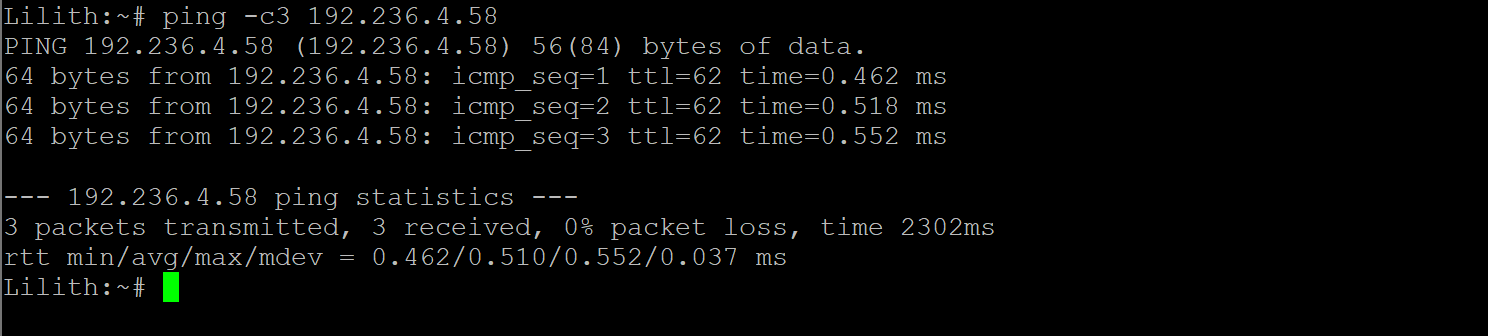 Lilith:~# ping -c3 192.236.4.58
PING 192.236.4.58 (192.236.4.58) 56(84) bytes of data.
64 bytes from 192.236.4.58: icmp_seq=1 ttl=62 time=0.462 ms
64 bytes from 192.236.4.58: icmp_seq=2 ttl=62 time=0.518 ms
64 bytes from 192.236.4.58: icmp_seq=3 ttl=62 time=0.552 ms
--- 192.236.4.58 ping statistics ---
3 packets transmitted, 3 received, 0% packet loss, time 2302ms
rtt min/avg/max/mdev = 0.462/0.510/0.552/0.037 ms
Lilith:~#